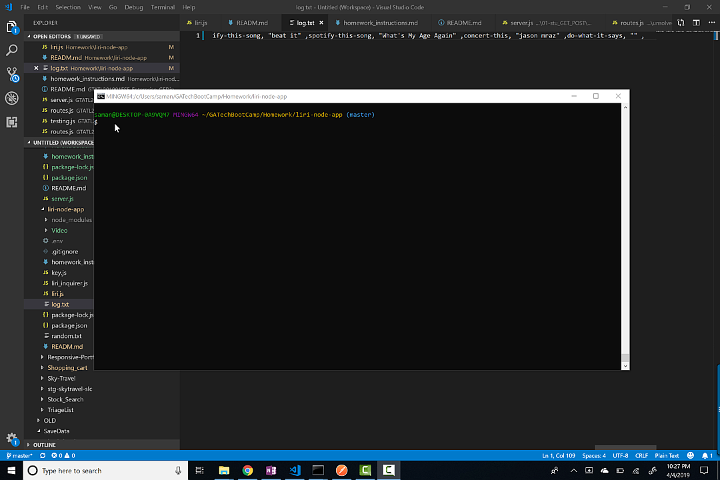 File Edit Selection View Go Debug Terminal Help
log.txt - Untitled (Workspace) - Visual Studio Code
EXPLORER
liri.js
README.md
log.txt
homework_instructions.md
README.md
server.js
routes.js
OPEN EDITORS
1 UNSAVED
liri.js Homework/liri-node-app M
README.md Homework/liri-node-app M
log.txt Homework/liri-node-app M
homework_instructions.md Homework/liri-nod...
README.md
server.js
routes.js
testing.js
routes.js
1
ify-this-song, "beat it" ,spotify-this-song, "What's My Age Again" ,concert-this, "jason mraz" ,do-what-it-says, "" ,
MINGW64:/c/Users/saman/GATechBootCamp/Homework/liri-node-app
MINGW64 ~/GATechBootCamp/Homework/liri-node-app (master)
UNTITLED (WORKSPACE)
homework_inst
package-lock.js
package.json
README.md
server.js
liri-node-app
node_modules
Video
.env
.gitignore
homework_inst
key.js
liri_inquirer.js
liri.js
log.txt
package-lock.js
package.json
random.txt
README.md
Responsive-Portf
Shopping_cart
Sky-Travel
stg-skytravel-slc
Stock_Search
TriageList
OLD
SaveData
OUTLINE
master*
0 0
Ln 1, Col 109
Spaces: 4
UTF-8
CRLF
Plain Text
1
Type here to search
10:27 PM
4/4/2019